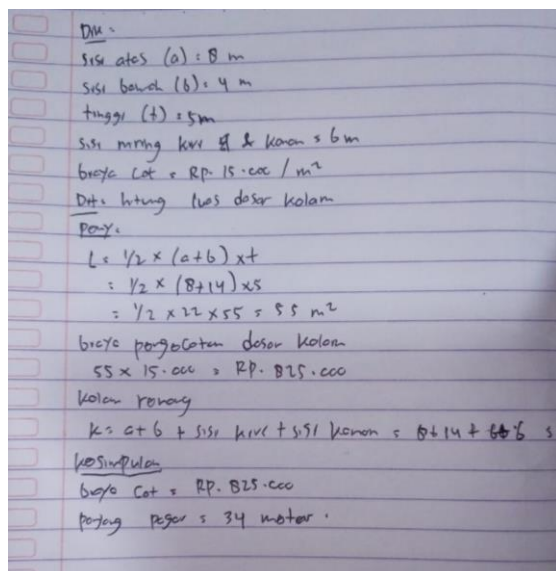 Dik :
sisi atas (a) = 8 m
sisi bawah (b) = 4 m
tinggi (t) = 5m
sisi miring kiri & kanan = 6 m
biaya cat = Rp. 15.000 / m²
Dit = hitung luas dasar kolam
Peny.
L = 1/2 × (a+b) × t
= 1/2 × (8+14) × 5
= 1/2 × 22 × 55 = 55 m²
biaya pengecatan dasar kolam
55 × 15.000 = RP. 825.000
kolam renang
K = a+b + sisi kiri + sisi kanan = 8+14+ 6 s
kesimpulan
biaya cat = Rp. 825.000
panjang pagar = 34 meter.